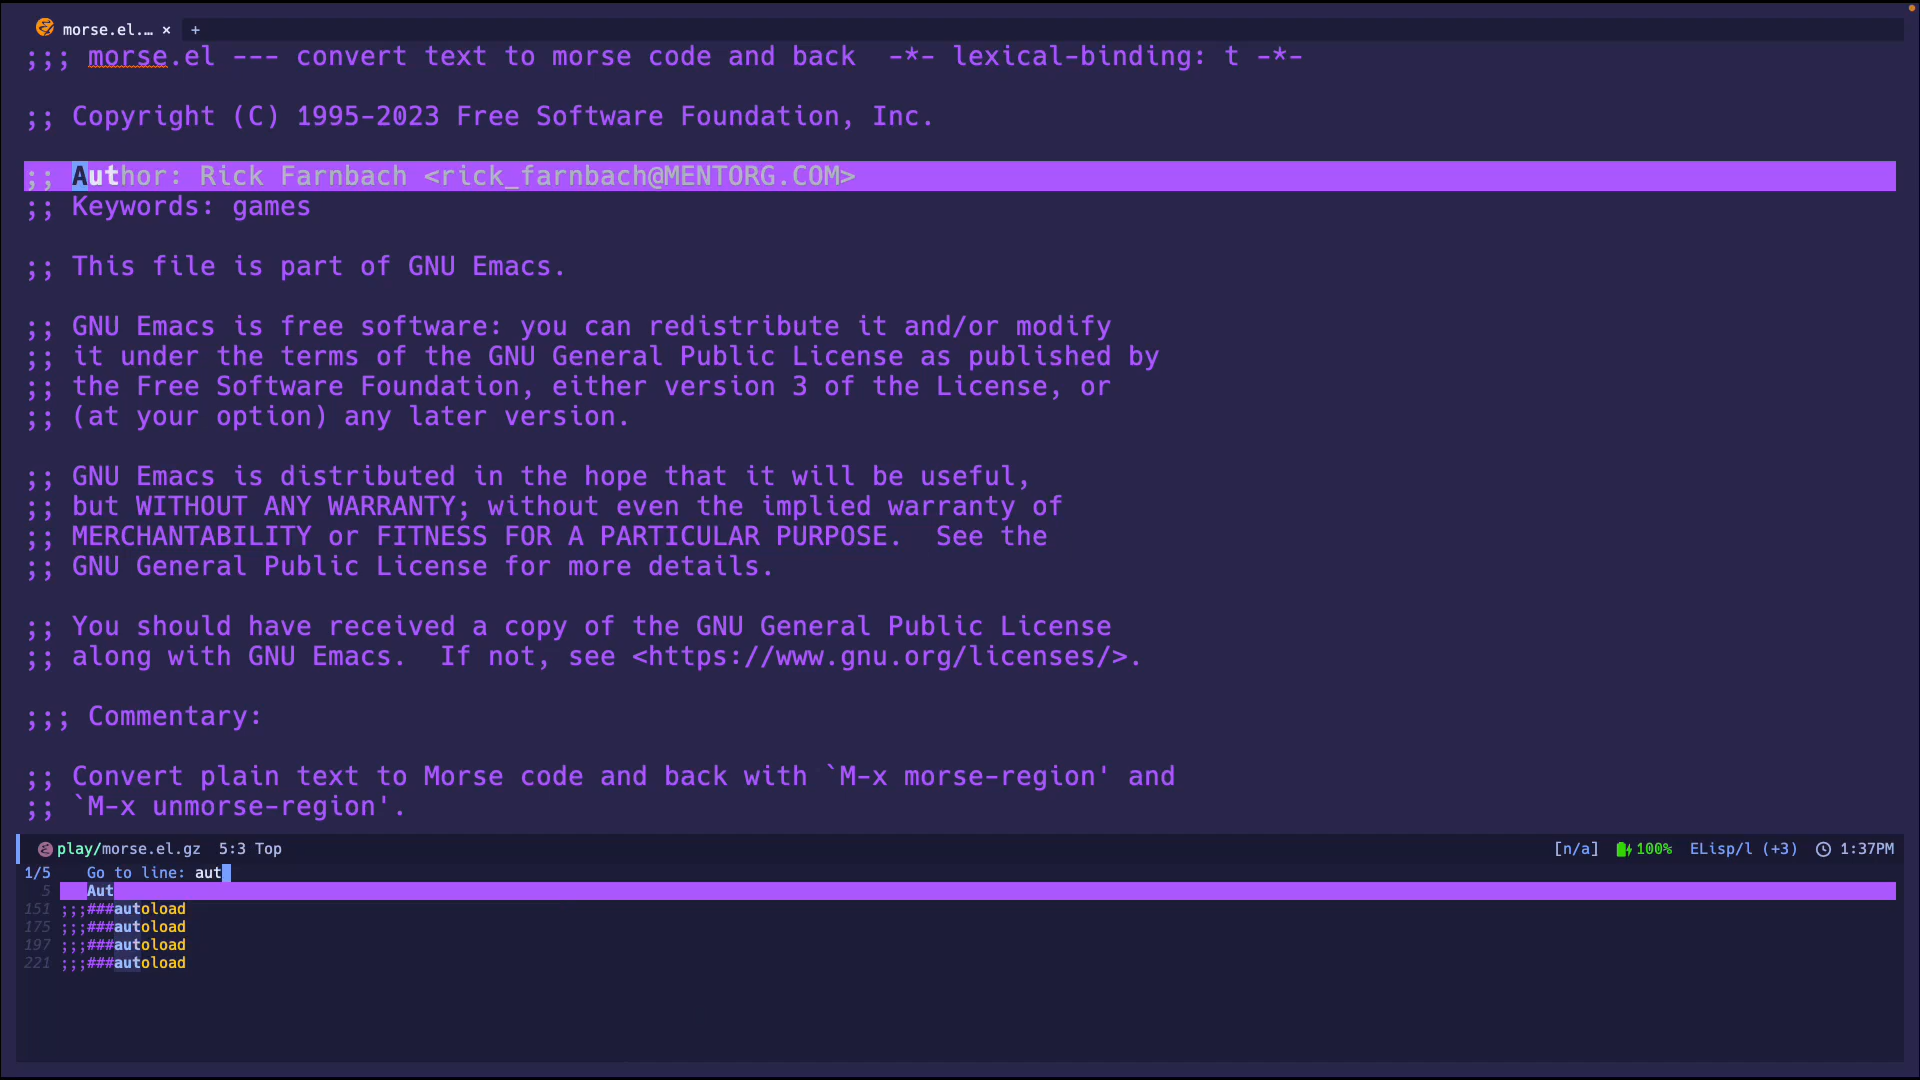 morse.el.… × +
;;; morse.el --- convert text to morse code and back  -*- lexical-binding: t -*-
;; Copyright (C) 1995-2023 Free Software Foundation, Inc.
;; Author: Rick Farnbach <rick_farnbach@MENTORG.COM>
;; Keywords: games
;; This file is part of GNU Emacs.
;; GNU Emacs is free software: you can redistribute it and/or modify
;; it under the terms of the GNU General Public License as published by
;; the Free Software Foundation, either version 3 of the License, or
;; (at your option) any later version.
;; GNU Emacs is distributed in the hope that it will be useful,
;; but WITHOUT ANY WARRANTY; without even the implied warranty of
;; MERCHANTABILITY or FITNESS FOR A PARTICULAR PURPOSE.  See the
;; GNU General Public License for more details.
;; You should have received a copy of the GNU General Public License
;; along with GNU Emacs.  If not, see <https://www.gnu.org/licenses/>.
;;; Commentary:
;; Convert plain text to Morse code and back with `M-x morse-region' and
;; `M-x unmorse-region'.
play/morse.el.gz  5:3 Top  [n/a]  100%  ELisp/l (+3)  1:37PM
1/5  Go to line: aut
5  Aut
151 ;;;###autoload
175 ;;;###autoload
197 ;;;###autoload
221 ;;;###autoload